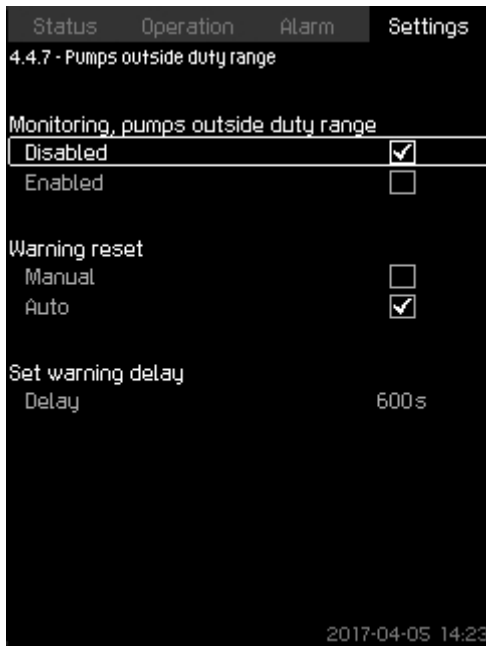 Status Operation Alarm Settings
4.4.7 - Pumps outside duty range
Monitoring, pumps outside duty range
Disabled
Enabled
Warning reset
Manual
Auto
Set warning delay
Delay 600s
2017-04-05 14:23